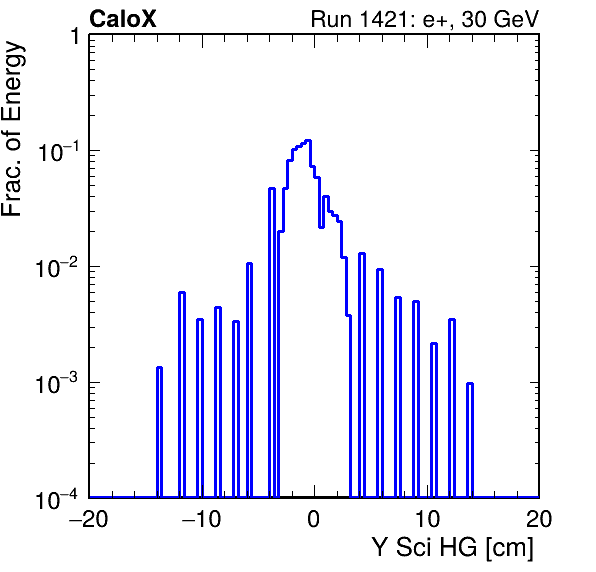 CaloX Run 1421: e+, 30 GeV
Frac. of Energy
1
10⁻¹
10⁻²
10⁻³
10⁻⁴
−20 −10 0 10 20
Y Sci HG [cm]